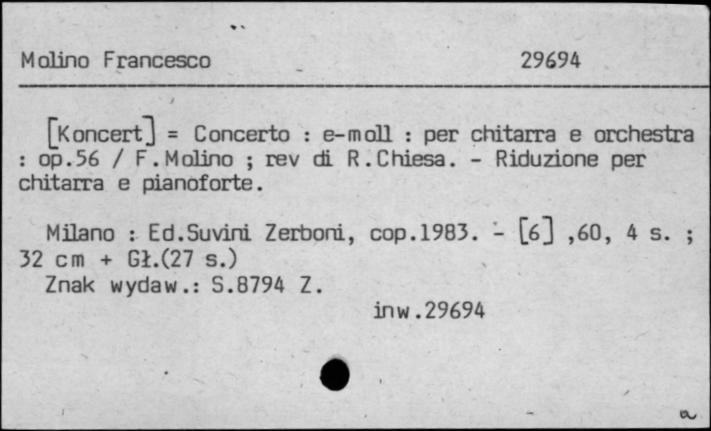 Molino Francesco 29694
[Koncert] = Concerto : e-moll : per chitarra e orchestra
: op.56 / F.Molino ; rev di R.Chiesa. - Riduzione per
chitarra e pianoforte.
Milano : Ed.Suvini Zerboni, cop.1983. - [6] ,60, 4 s. ;
32 cm + Gł.(27 s.)
Znak wydaw.: S.8794 Z.
inw.29694
a